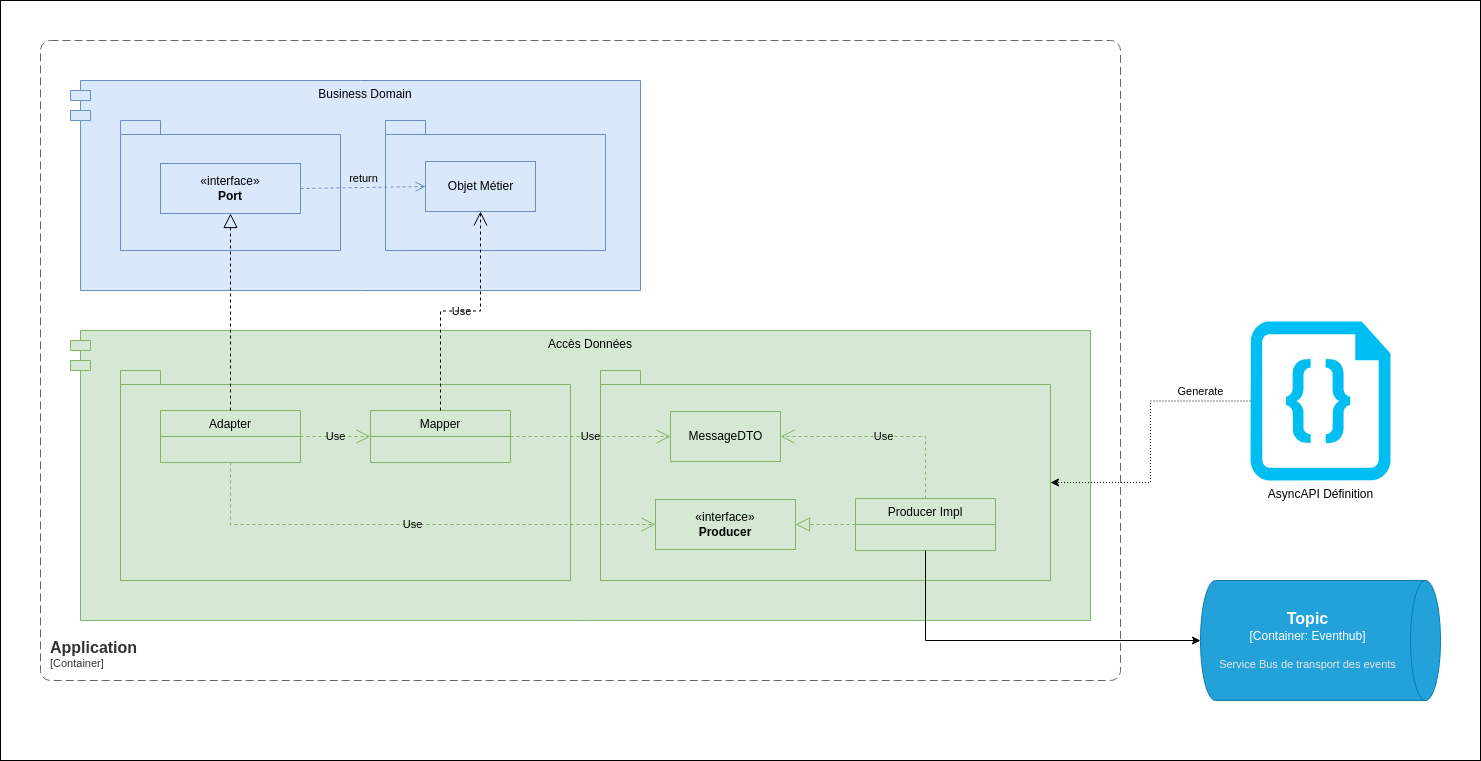 Business Domain
«interface»
Port
return
Objet Métier
Use
Accès Données
Adapter
Use
Mapper
Use
MessageDTO
Use
Use
«interface»
Producer
Producer Impl
Generate
AsyncAPI Définition
Topic
[Container: Eventhub]
Service Bus de transport des events
Application
[Container]